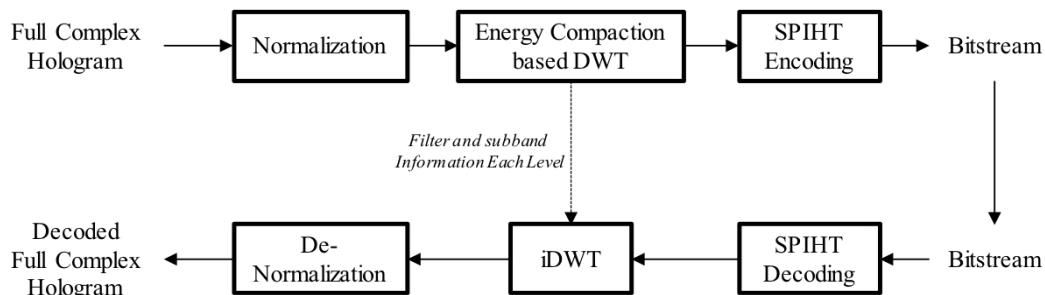 Full Complex
Hologram
Normalization
Energy Compaction
based DWT
SPIHT
Encoding
Bitstream
Filter and subband
Information Each Level
Decoded
Full Complex
Hologram
De-
Normalization
iDWT
SPIHT
Decoding
Bitstream